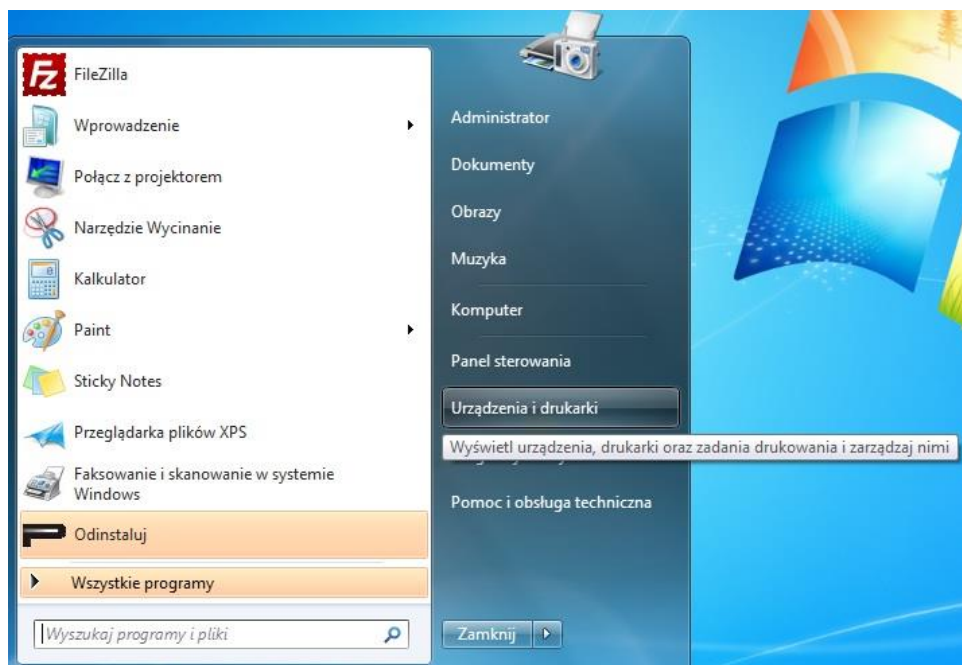 FileZilla
Wprowadzenie
Połącz z projektorem
Narzędzie Wycinanie
Kalkulator
Paint
Sticky Notes
Przeglądarka plików XPS
Faksowanie i skanowanie w systemie
Windows
Odinstaluj
Wszystkie programy
Wyszukaj programy i pliki
Administrator
Dokumenty
Obrazy
Muzyka
Komputer
Panel sterowania
Urządzenia i drukarki
Wyświetl urządzenia, drukarki oraz zadania drukowania i zarządzaj nimi
Pomoc i obsługa techniczna
Zamknij